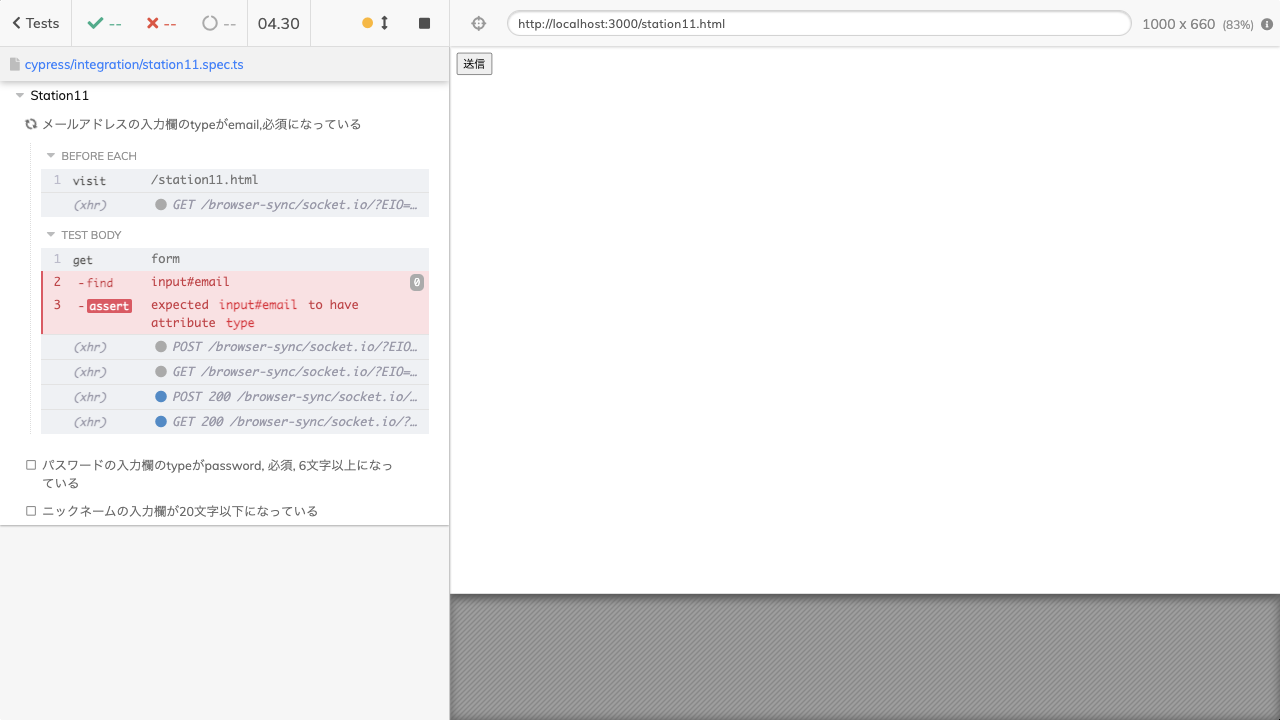 Tests -- -- -- 04.30
http://localhost:3000/station11.html 1000 x 660 (83%)
cypress/integration/station11.spec.ts
送信
Station11
メールアドレスの入力欄のtypeがemail,必須になっている
BEFORE EACH
1 visit /station11.html
(xhr) GET /browser-sync/socket.io/?EIO=…
TEST BODY
1 get form
2 -find input#email 0
3 -assert expected input#email to have
attribute type
(xhr) POST /browser-sync/socket.io/?EIO…
(xhr) GET /browser-sync/socket.io/?EIO=…
(xhr) POST 200 /browser-sync/socket.io/…
(xhr) GET 200 /browser-sync/socket.io/?…
パスワードの入力欄のtypeがpassword, 必須, 6文字以上になっ
ている
ニックネームの入力欄が20文字以下になっている